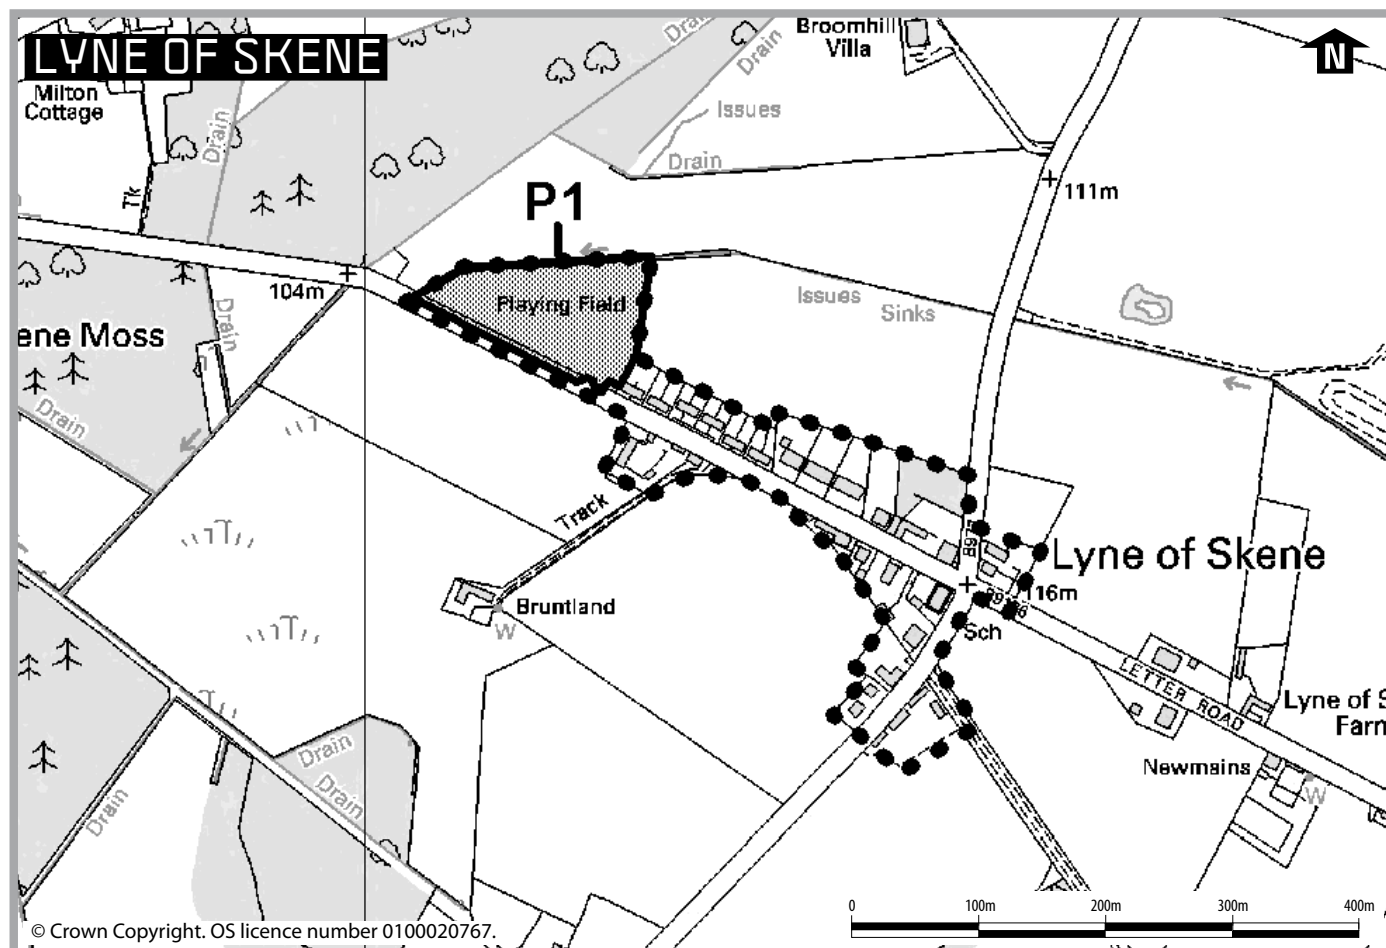 LYNE OF SKENE
N
Broomhill
Villa
Drain
Drain
Milton
Cottage
Drain
Issues
Drain
Tk
P1
111m
104m
Playing Field
Issues
Sinks
ene Moss
Drain
Drain
Track
Lyne of Skene
116m
Bruntland
W
Sch
LETTER ROAD
Lyne of S
Farm
Newmains
W
Drain
Drain
Drain
0 100m 200m 300m 400m
© Crown Copyright. OS licence number 0100020767.